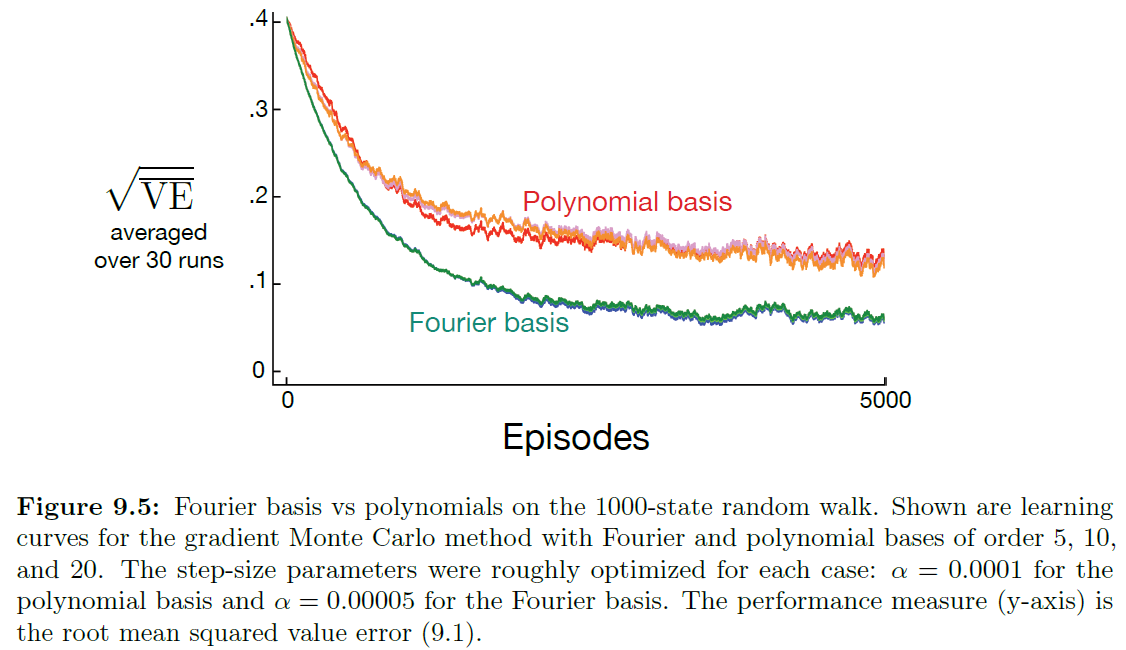 .4
.3
.2
.1
0
√VE
averaged
over 30 runs
Polynomial basis
Fourier basis
0
5000
Episodes
Figure 9.5: Fourier basis vs polynomials on the 1000-state random walk. Shown are learning
curves for the gradient Monte Carlo method with Fourier and polynomial bases of order 5, 10,
and 20. The step-size parameters were roughly optimized for each case: α = 0.0001 for the
polynomial basis and α = 0.00005 for the Fourier basis. The performance measure (y-axis) is
the root mean squared value error (9.1).